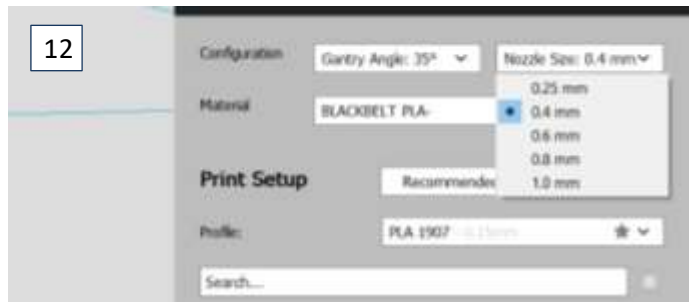 12
Configuration Gantry Angle: 35° Nozzle Size: 0.4 mm
0.25 mm
Material BLACKBELT PLA- 0.4 mm
0.6 mm
0.8 mm
Print Setup Recommended 1.0 mm
Profile: PLA 1907
Search....